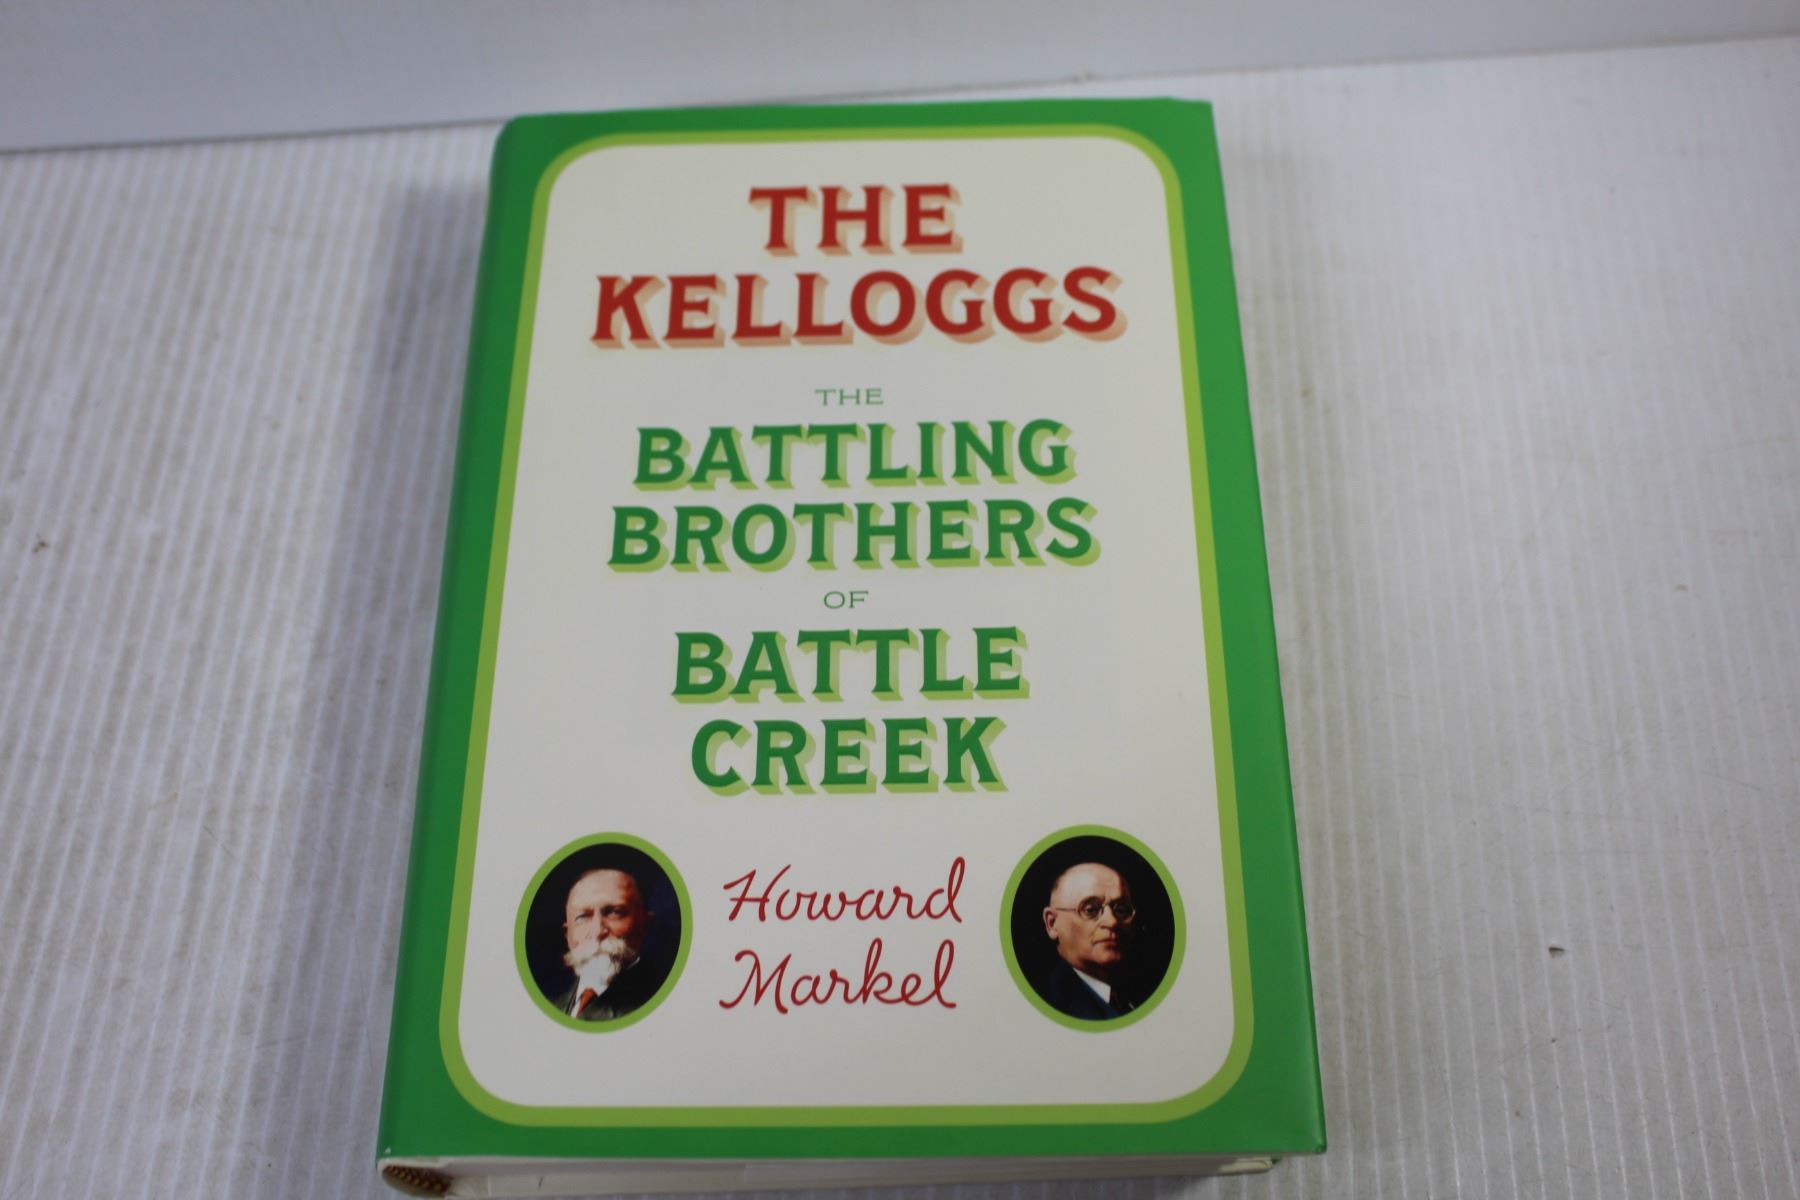 THE
KELLOGGS
THE
BATTLING
BROTHERS
OF
BATTLE
CREEK
Howard
Markel